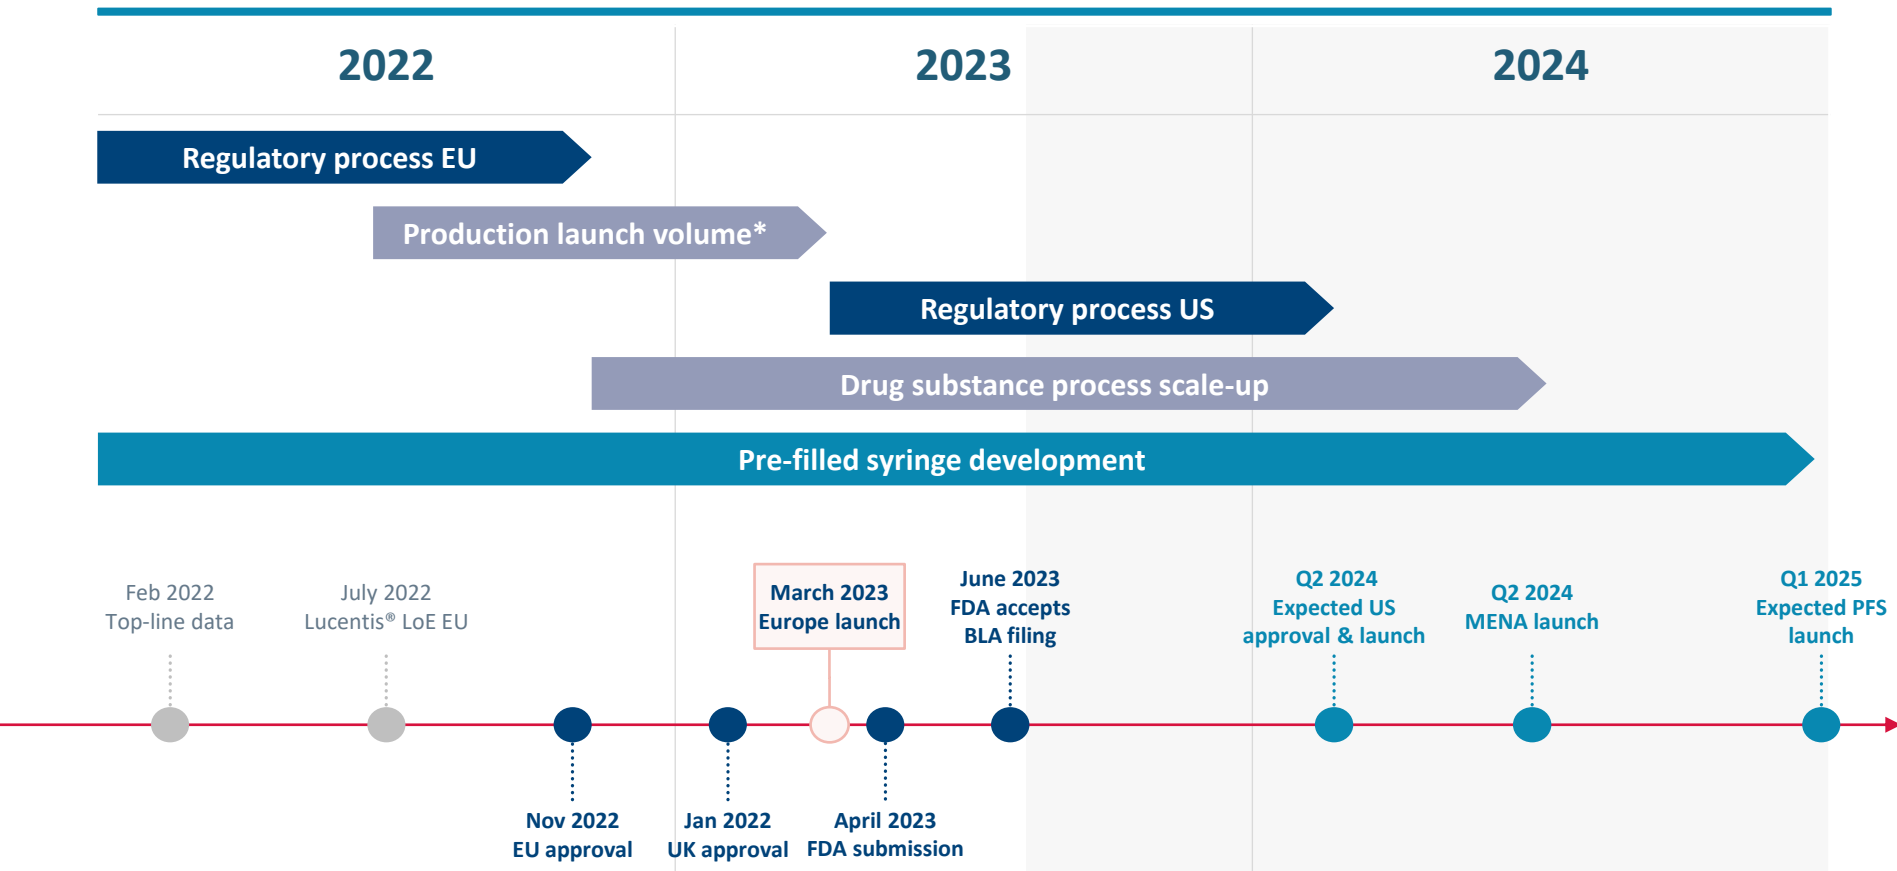 2022
2023
2024
Regulatory process EU
Production launch volume*
Regulatory process US
Drug substance process scale-up
Pre-filled syringe development
Feb 2022
Top-line data
July 2022
Lucentis® LoE EU
March 2023
Europe launch
June 2023
FDA accepts
BLA filing
Q2 2024
Expected US
approval & launch
Q2 2024
MENA launch
Q1 2025
Expected PFS
launch
Nov 2022
EU approval
Jan 2022
UK approval
April 2023
FDA submission